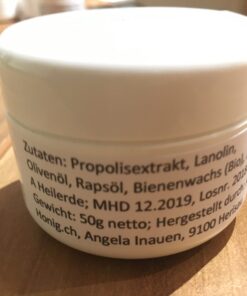 Zutaten: Propolisextrakt, Lanolin,
Olivenöl, Rapsöl, Bienenwachs (Bio),
A Heilerde; MHD 12.2019, Losnr.
Gewicht: 50g netto; Hergestellt durch
Honig.ch, Angela Inauen, 9100 Herisau